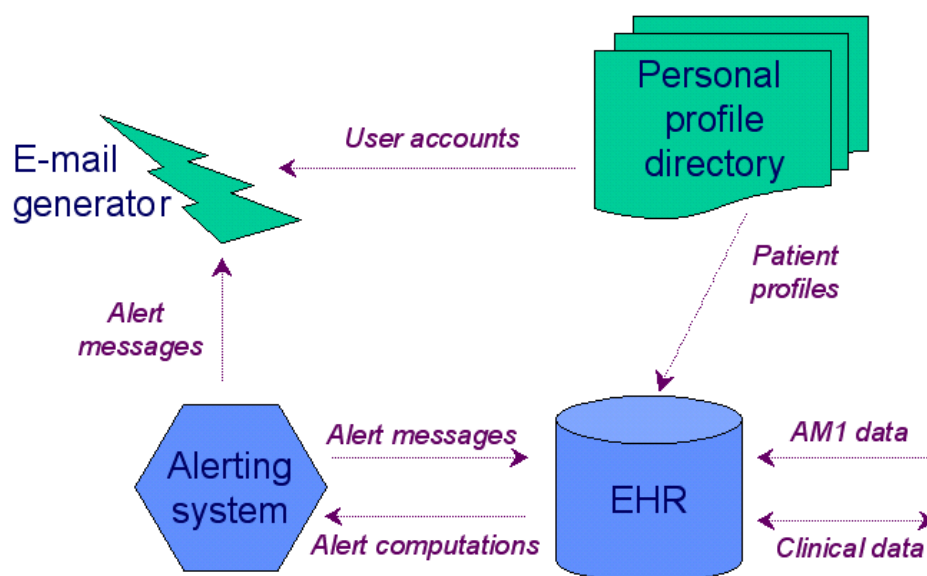 Personal
profile
directory
User accounts
E-mail
generator
Patient
profiles
Alert
messages
Alerting
system
Alert messages
Alert computations
EHR
AM1 data
Clinical data